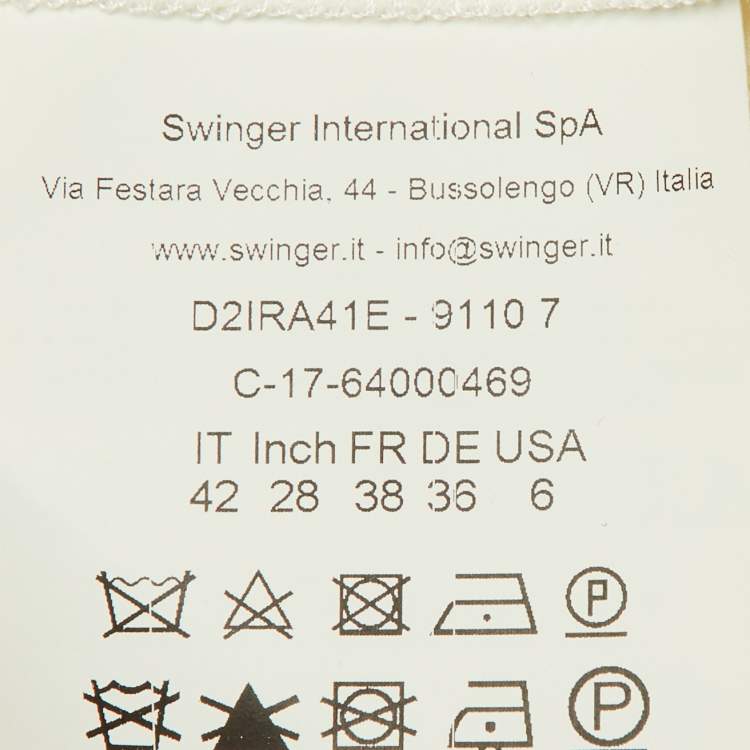 Swinger International SpA
Via Festara Vecchia, 44 - Bussolengo (VR) Italia
www.swinger.it - info@swinger.it
D2IRA41E - 9110 7
C-17-64000469
IT Inch FR DE USA
42 28 38 36 6
P
P